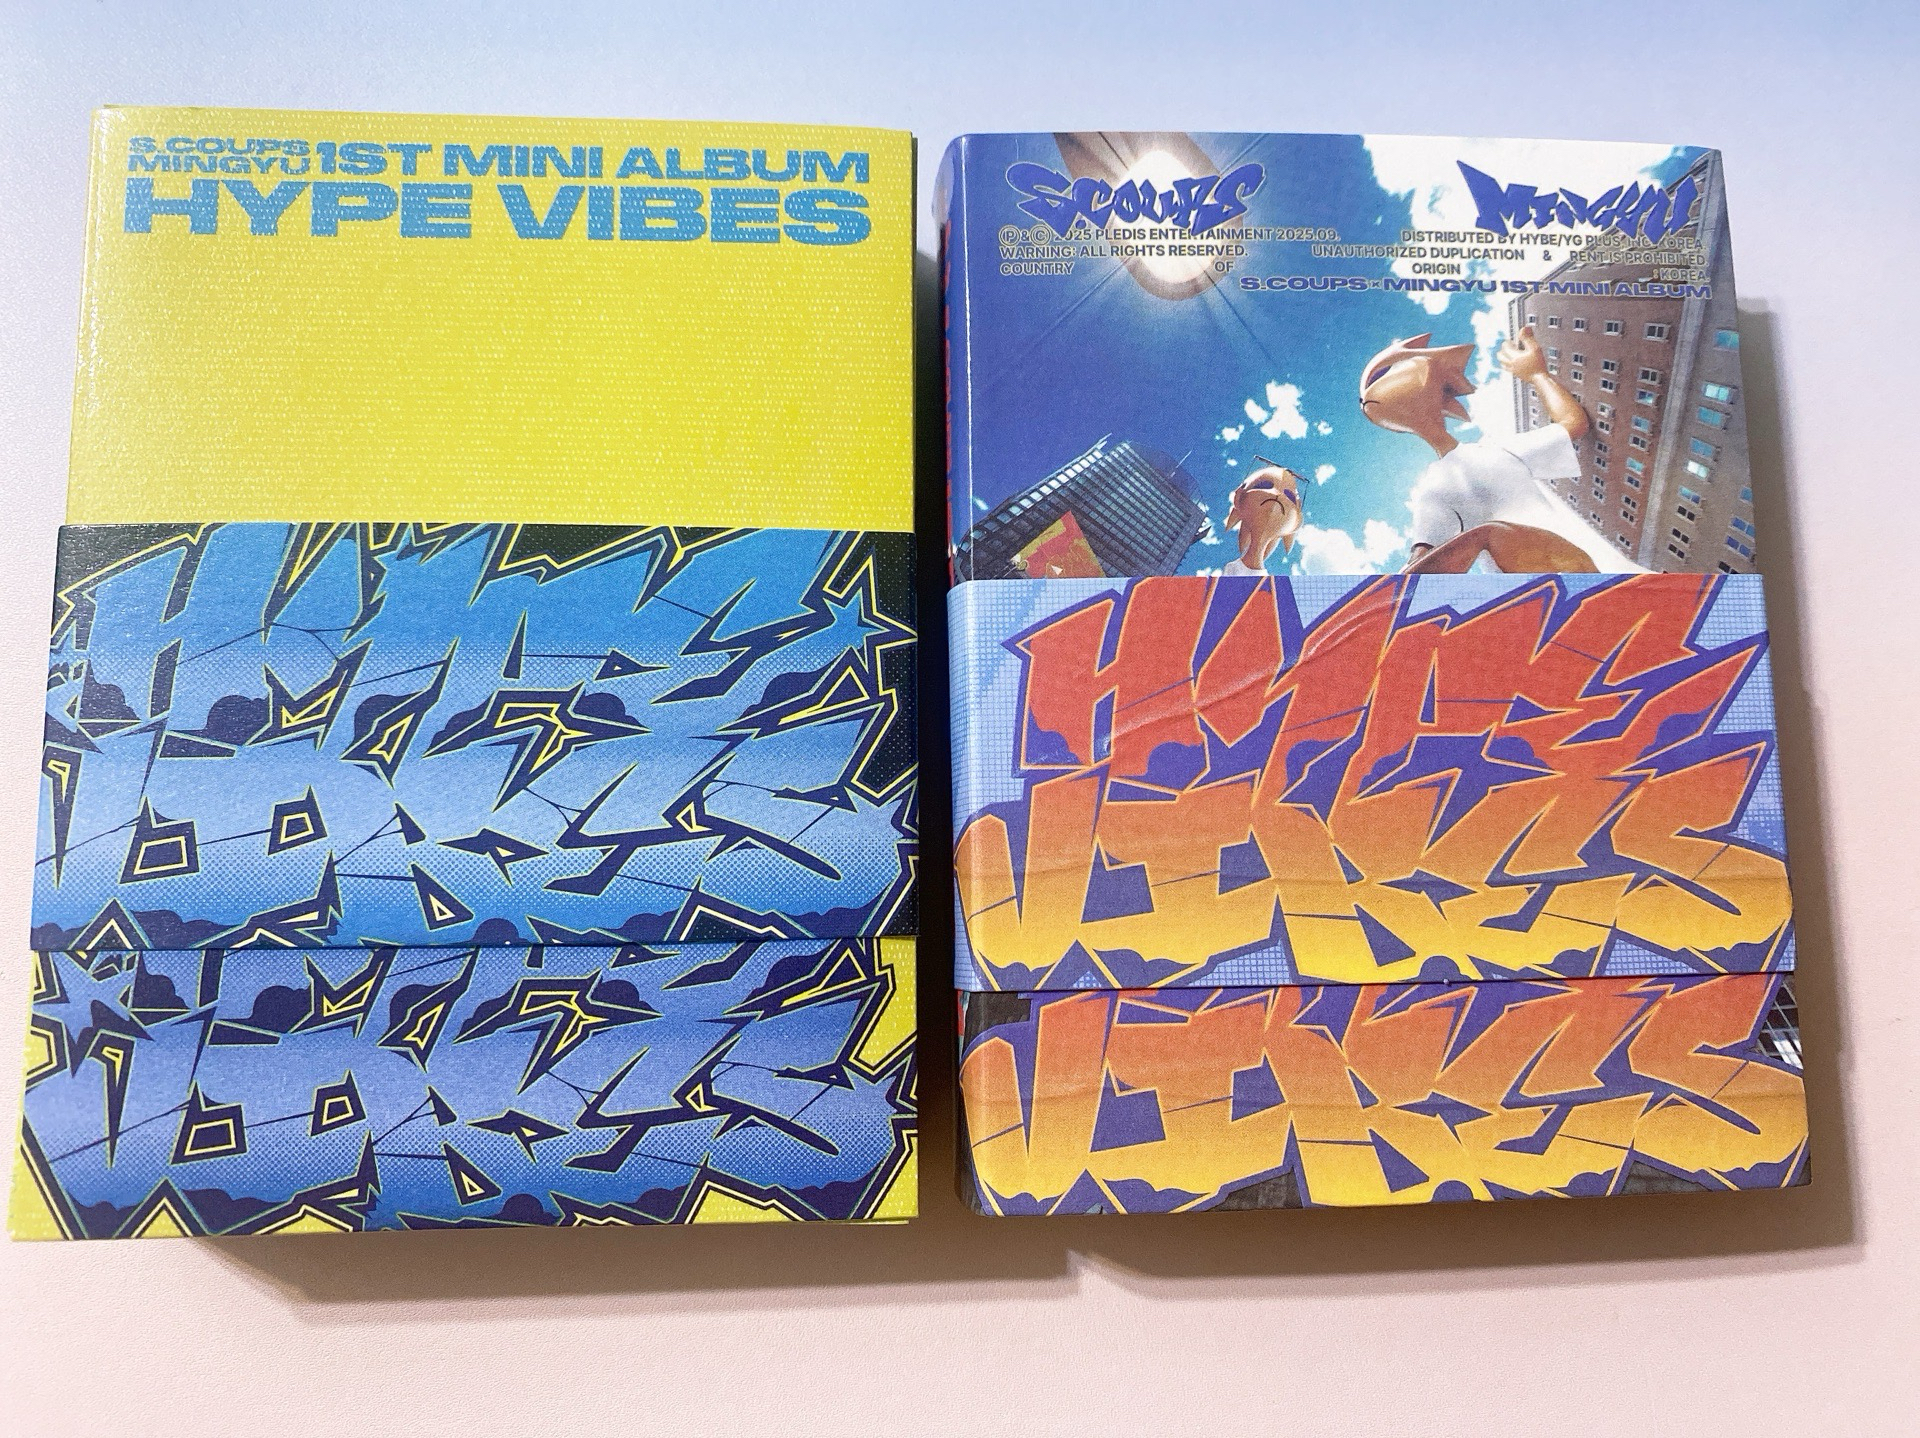 S.COUPS
MINGYU
1ST MINI ALBUM
HYPE VIBES
S.COUPS
MINGYU
Ⓟ & Ⓒ 2025 PLEDIS ENTERTAINMENT 2025.09. DISTRIBUTED BY HYBE/YG PLUS, INC. KOREA
WARNING: ALL RIGHTS RESERVED. UNAUTHORIZED DUPLICATION & RENT IS PROHIBITED.
COUNTRY OF ORIGIN : KOREA
S.COUPS × MINGYU 1ST MINI ALBUM
HYPE
HYPE